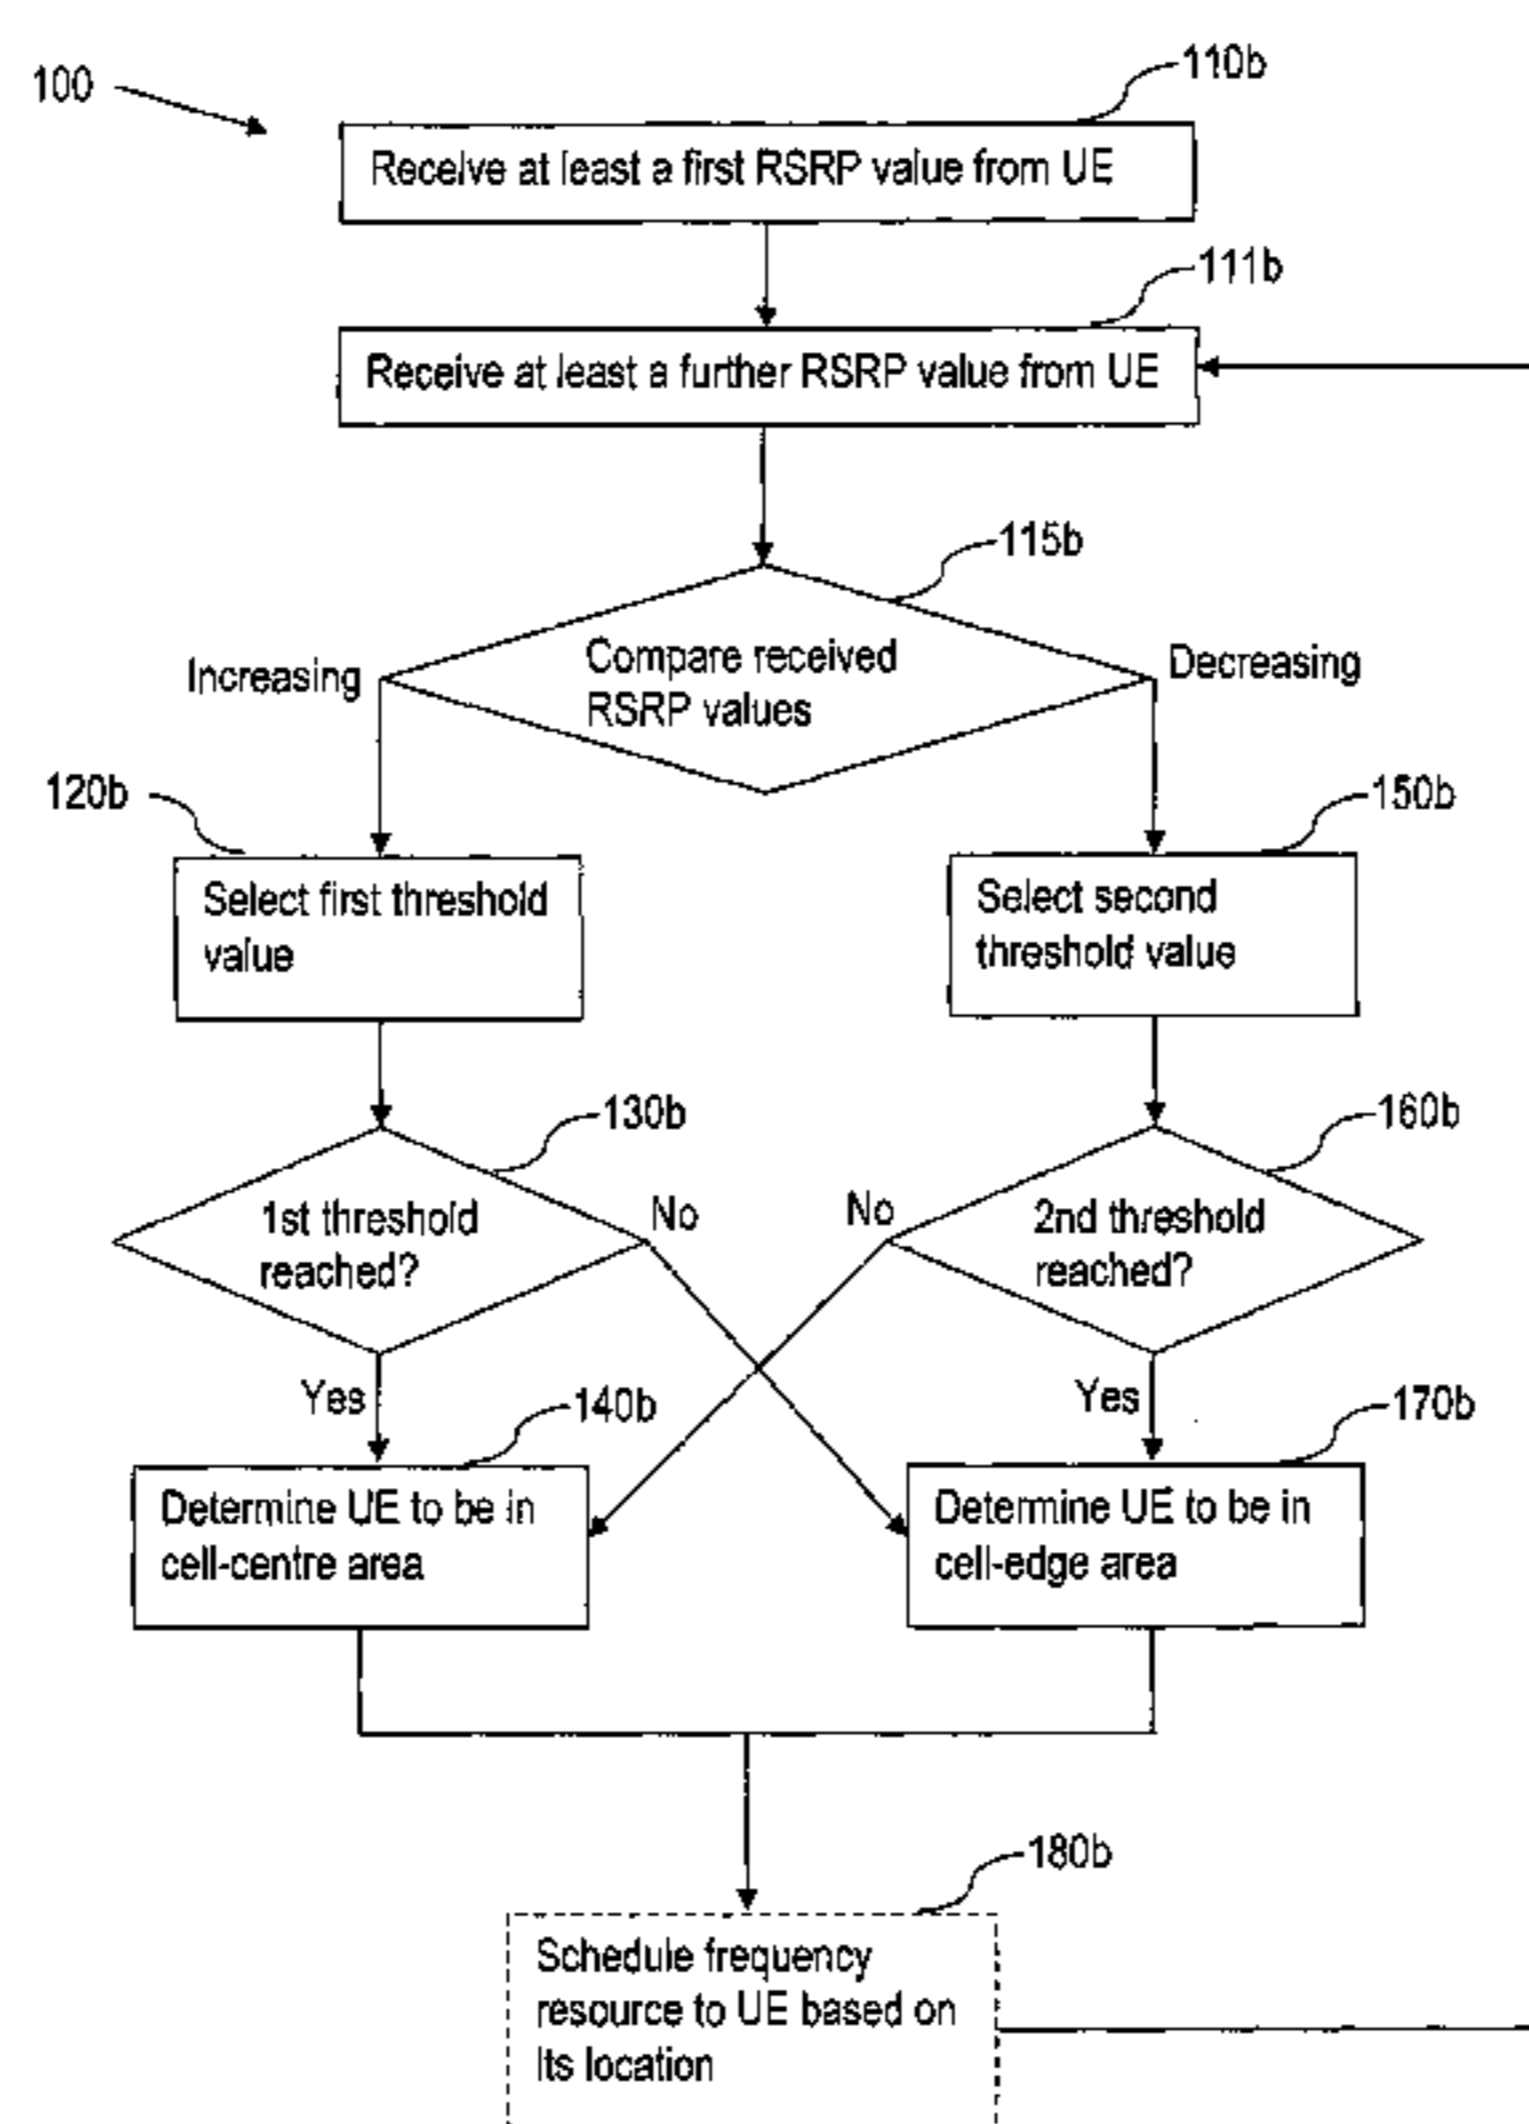 100
110b
Receive at least a first RSRP value from UE
111b
Receive at least a further RSRP value from UE
115b
Increasing
Compare received
RSRP values
Decreasing
120b
150b
Select first threshold
value
Select second
threshold value
130b
160b
1st threshold
reached?
No
No
2nd threshold
reached?
Yes
140b
Yes
170b
Determine UE to be in
cell-centre area
Determine UE to be in
cell-edge area
180b
Schedule frequency
resource to UE based on
Its location